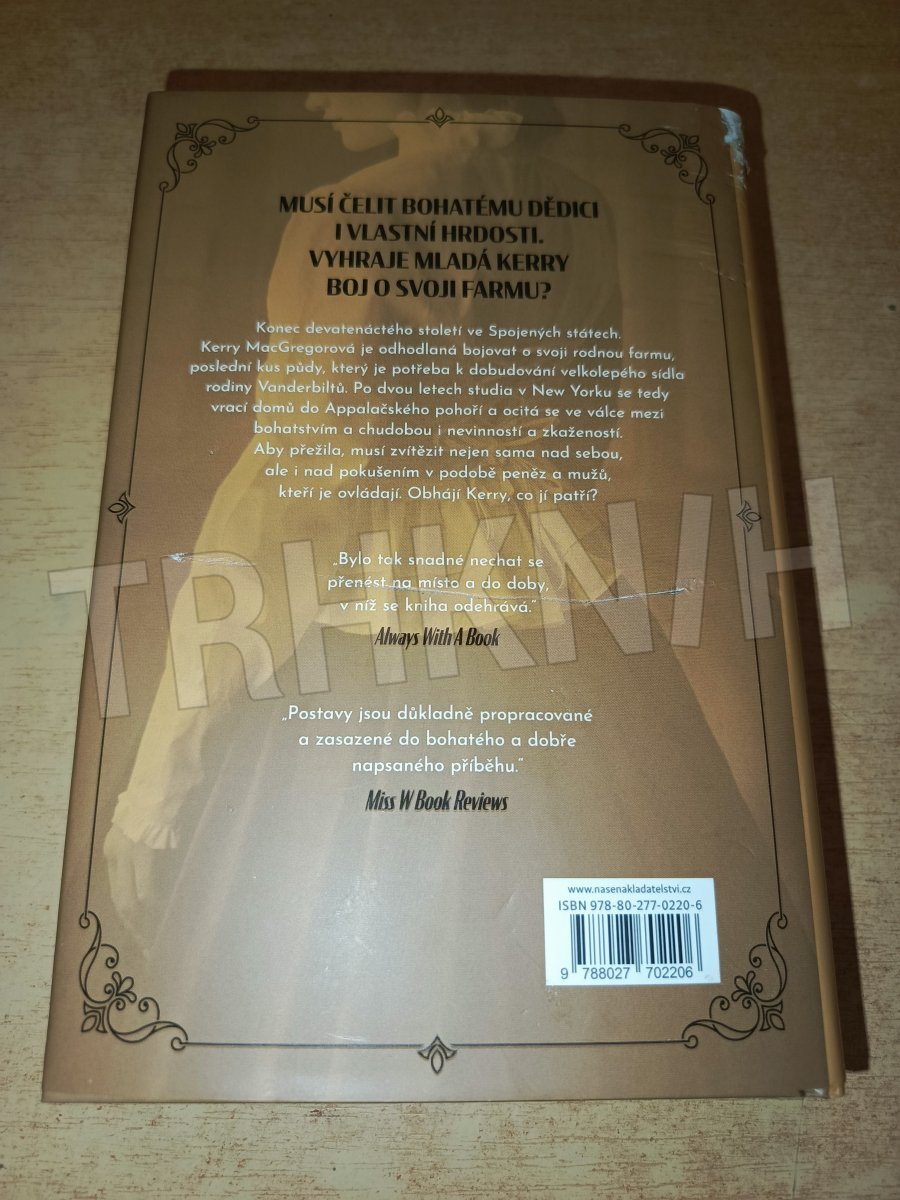 MUSÍ ČELIT BOHATÉMU DĚDICI
I VLASTNÍ HRDOSTI.
VYHRAJE MLADÁ KERRY
BOJ O SVOJI FARMU?
Konec devatenáctého století ve Spojených státech.
Kerry MacGregorová je odhodlaná bojovat o svoji rodnou farmu,
poslední kus půdy, který je potřeba k dobudování velkolepého sídla
rodiny Vanderbiltů. Po dvou letech studia v New Yorku se tedy
vrací domů do Appalačského pohoří a ocitá se ve válce mezi
bohatstvím a chudobou i nevinností a zkažeností.
Aby přežila, musí zvítězit nejen sama nad sebou,
ale i nad pokušením v podobě peněz a mužů,
kteří je ovládají. Obhájí Kerry, co jí patří?
„Bylo tak snadné nechat se
přenést na místo a do doby,
v níž se kniha odehrává.“
Always With A Book
TRHKNIH
„Postavy jsou důkladně propracované
a zasazené do bohatého a dobře
napsaného příběhu.“
Miss W Book Reviews
www.nasenakladatelstvi.cz
ISBN 978-80-277-0220-6
9 788027 702206